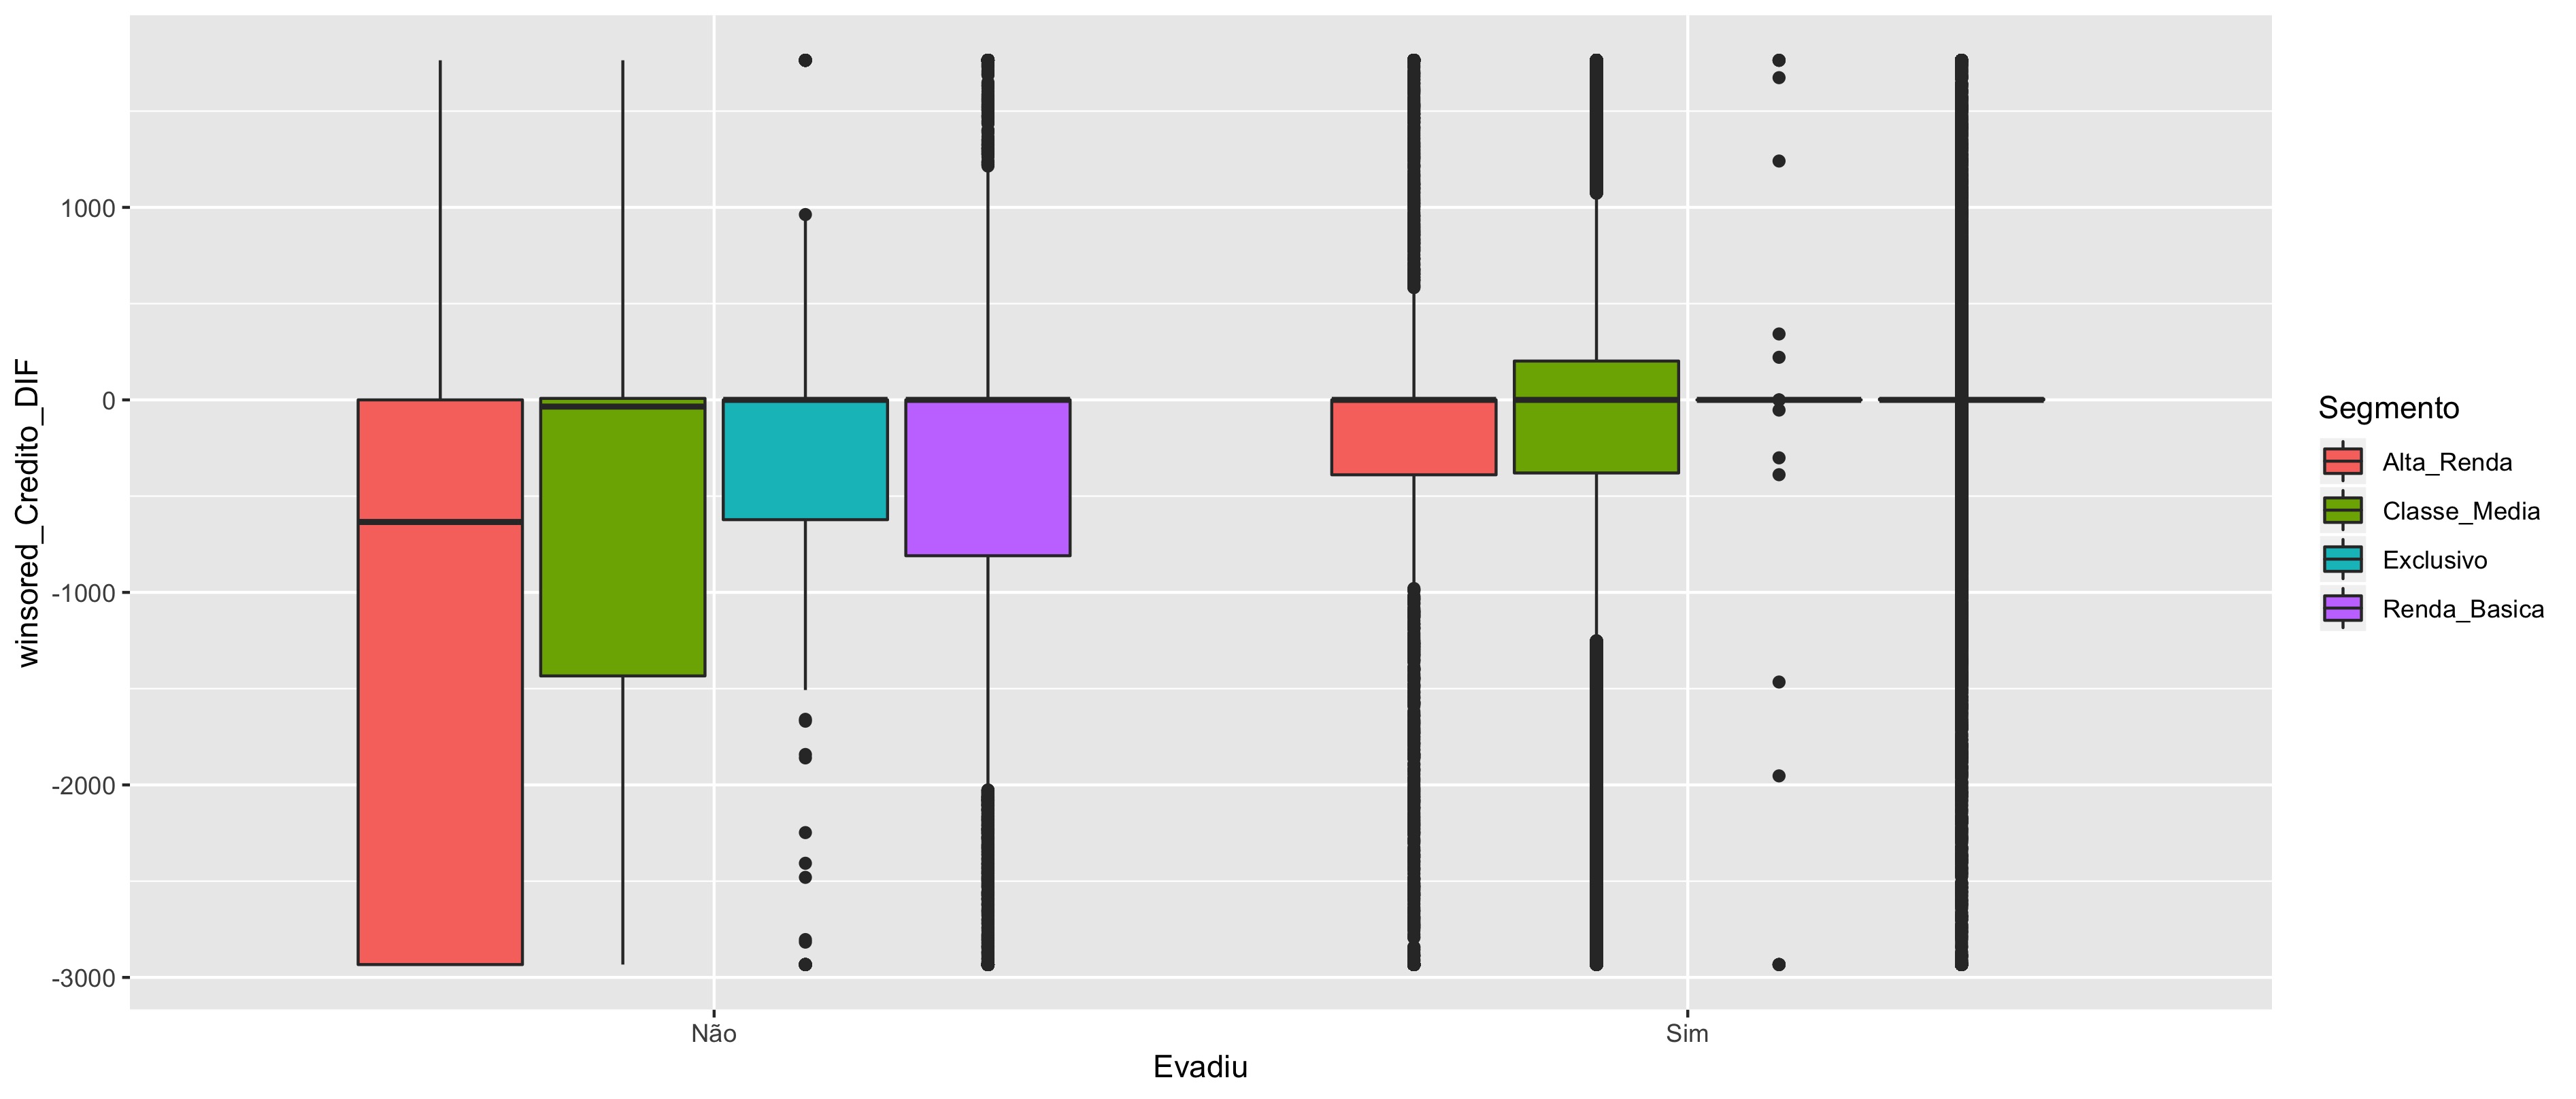 winsored_Credito_DIF
1000
0
-1000
-2000
-3000
Não
Sim
Evadiu
Segmento
Alta_Renda
Classe_Media
Exclusivo
Renda_Basica